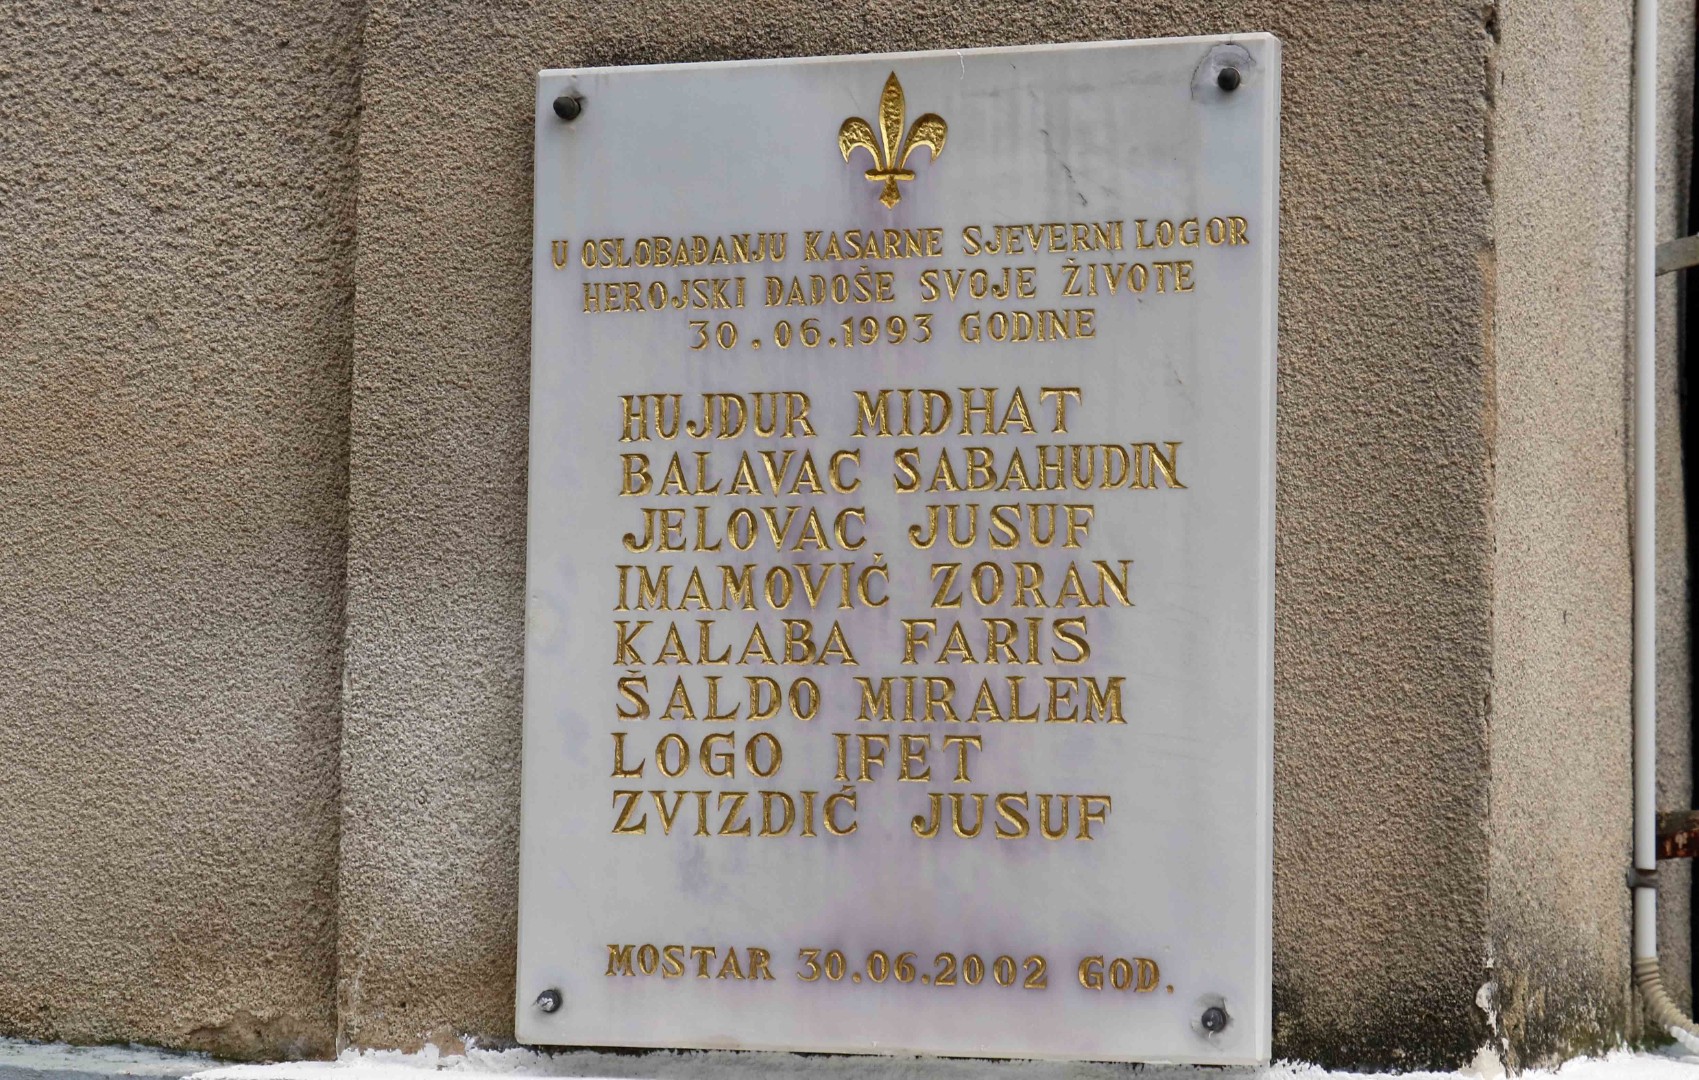 U OSLOBAĐANJU KASARNE SJEVERNI LOGOR
HEROJSKI DADOŠE SVOJE ŽIVOTE
30.06.1993 GODINE
HUJDUR MIDHAT
BALAVAC SABAHUDIN
JELOVAC JUSUF
IMAMOVIĆ ZORAN
KALABA FARIS
ŠALDO MIRALEM
LOGO IFET
ZVIZDIĆ JUSUF
MOSTAR 30.06.2002 GOD.